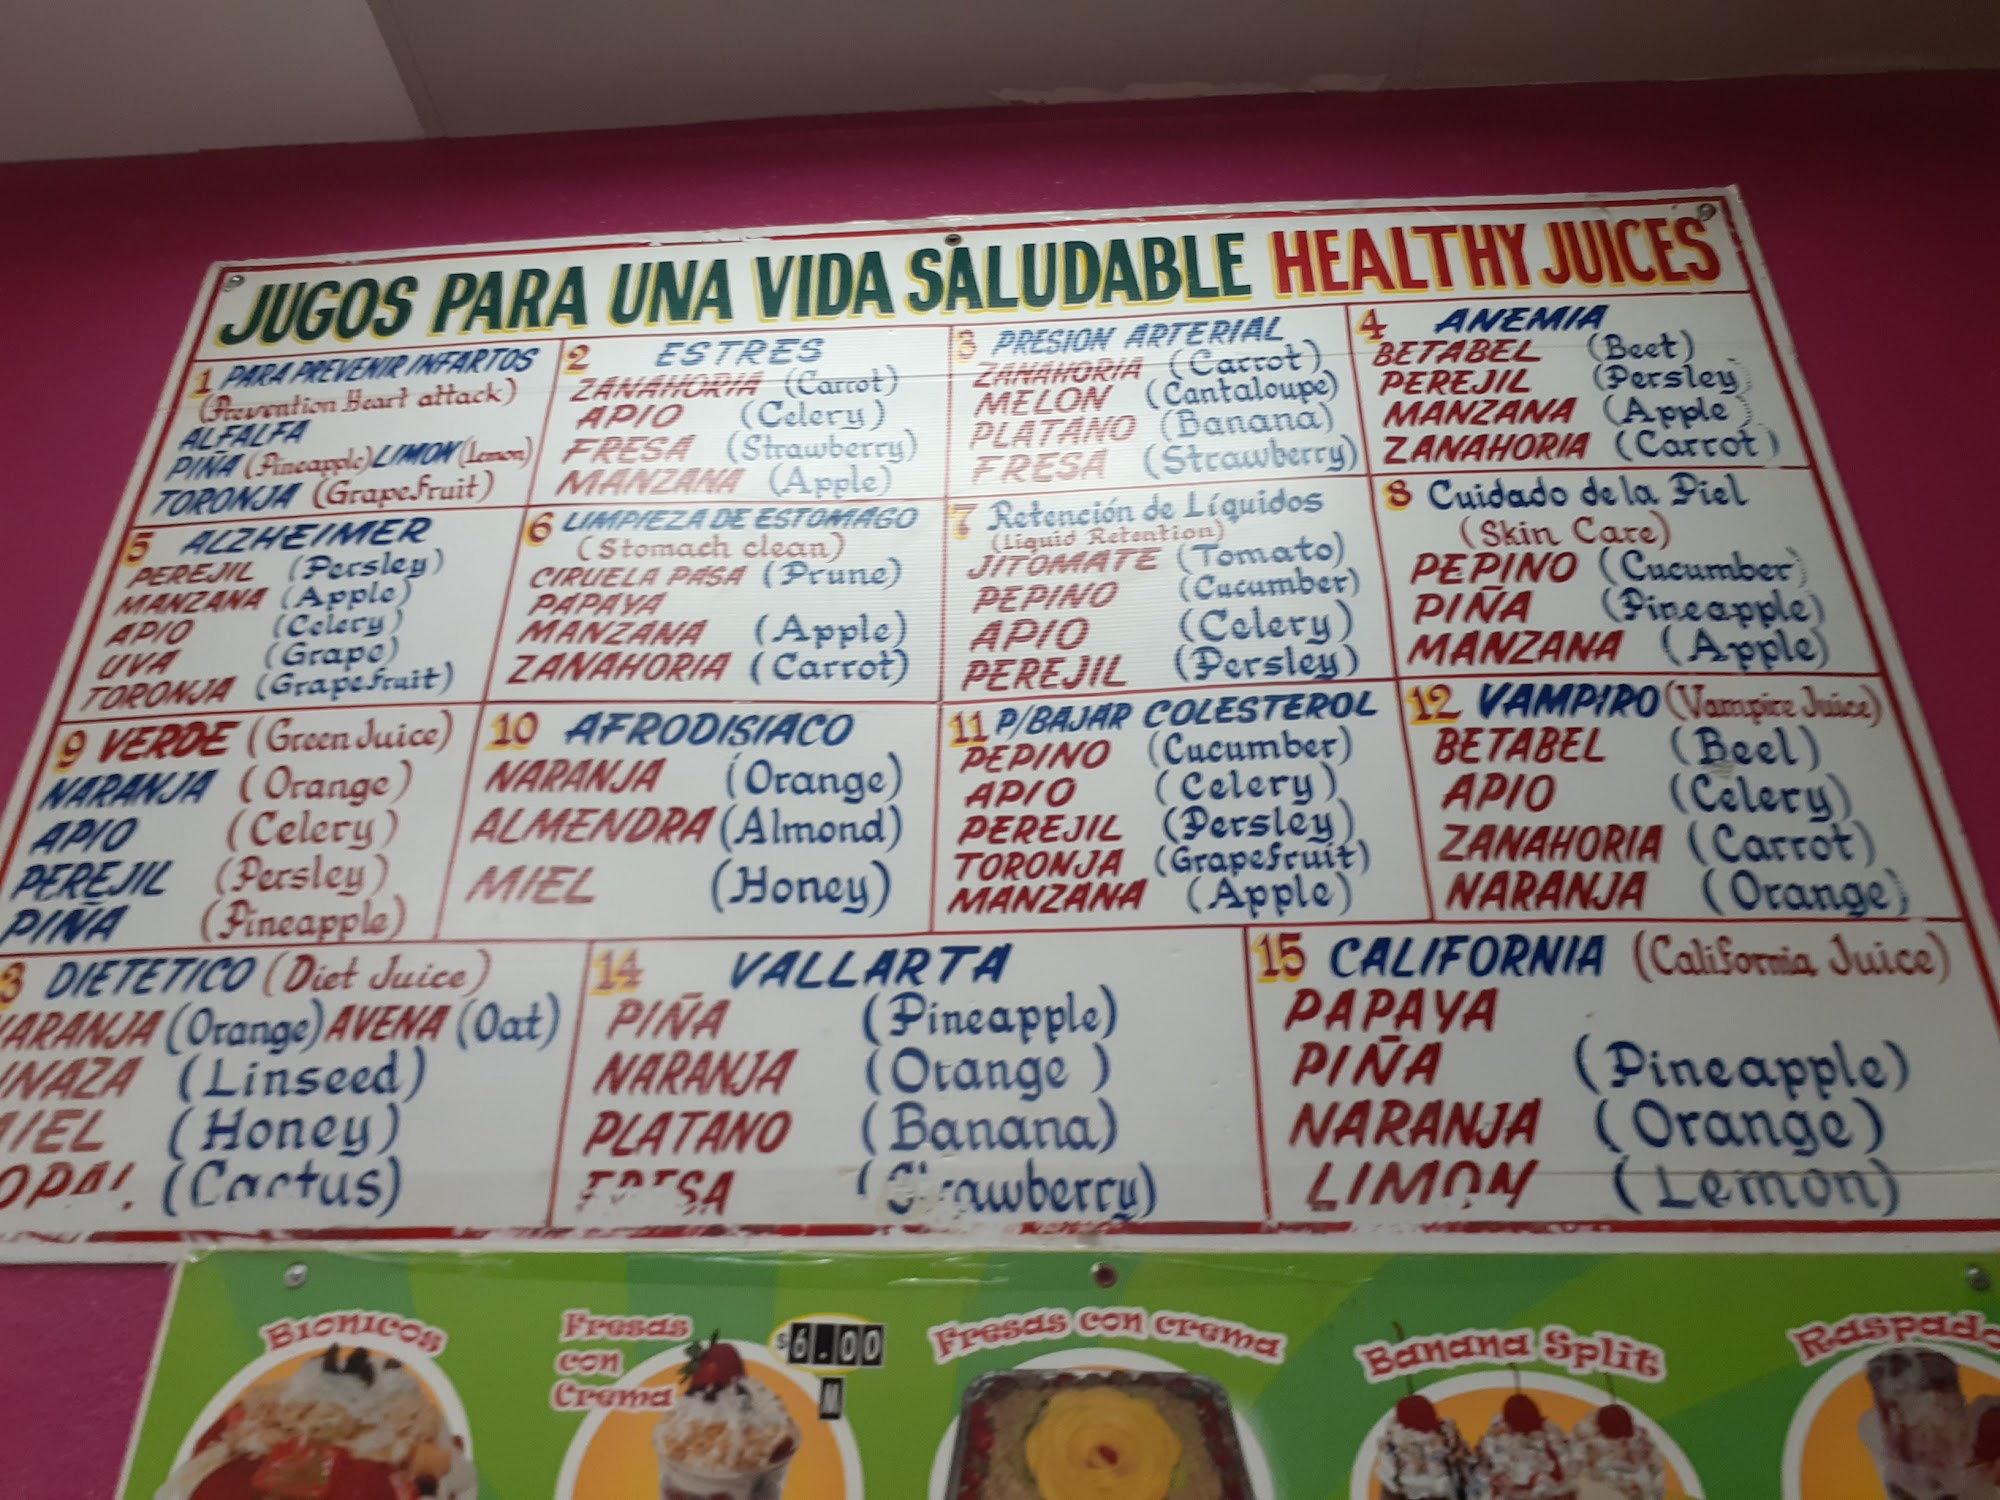 JUGOS PARA UNA VIDA SALUDABLE HEALTHY JUICES
1 PARA PREVENIR INFARTOS
(Prevention Heart attack)
ALFALFA
PIÑA (Pineapple) LIMON (Lemon)
TORONJA (Grapefruit)
2 ESTRES
ZANAHORIA (Carrot)
APIO (Celery)
FRESA (Strawberry)
MANZANA (Apple)
3 PRESION ARTERIAL
ZANAHORIA (Carrot)
MELON (Cantaloupe)
PLATANO (Banana)
FRESA (Strawberry)
4 ANEMIA
BETABEL (Beet)
PEREJIL (Persley)
MANZANA (Apple)
ZANAHORIA (Carrot)
5 ALZHEIMER
PEREJIL (Persley)
MANZANA (Apple)
APIO (Celery)
UVA (Grape)
TORONJA (Grapefruit)
6 LIMPIEZA DE ESTOMAGO
(Stomach clean)
CIRUELA PASA (Prune)
PAPAYA
MANZANA (Apple)
ZANAHORIA (Carrot)
7 Retención de Líquidos
(Liquid Retention)
JITOMATE (Tomato)
PEPINO (Cucumber)
APIO (Celery)
PEREJIL (Persley)
8 Cuidado de la Piel
(Skin Care)
PEPINO (Cucumber)
PIÑA (Pineapple)
MANZANA (Apple)
9 VERDE (Green Juice)
NARANJA (Orange)
APIO (Celery)
PEREJIL (Persley)
PIÑA (Pineapple)
10 AFRODISIACO
NARANJA (Orange)
ALMENDRA (Almond)
MIEL (Honey)
11 P/BAJAR COLESTEROL
PEPINO (Cucumber)
APIO (Celery)
PEREJIL (Persley)
TORONJA (Grapefruit)
MANZANA (Apple)
12 VAMPIRO (Vampire Juice)
BETABEL (Beel)
APIO (Celery)
ZANAHORIA (Carrot)
NARANJA (Orange)
3 DIETETICO (Diet Juice)
ARANJA (Orange) AVENA (Oat)
INAZA (Linseed)
IEL (Honey)
OPAL (Cactus)
14 VALLARTA
PIÑA (Pineapple)
NARANJA (Orange)
PLATANO (Banana)
FRESA (Strawberry)
15 CALIFORNIA (California Juice)
PAPAYA
PIÑA (Pineapple)
NARANJA (Orange)
LIMON (Lemon)
Bionicos
Fresas
con
Crema
$6.00
M
Fresas con crema
Banana Split
Raspado